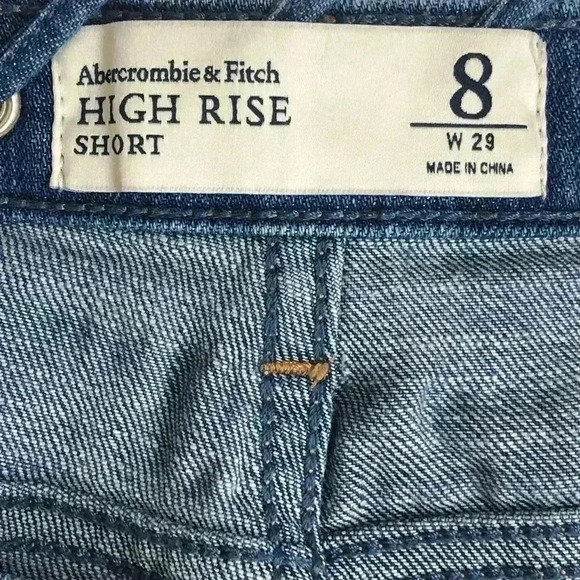 Abercrombie & Fitch
HIGH RISE
SHORT
8
W 29
MADE IN CHINA